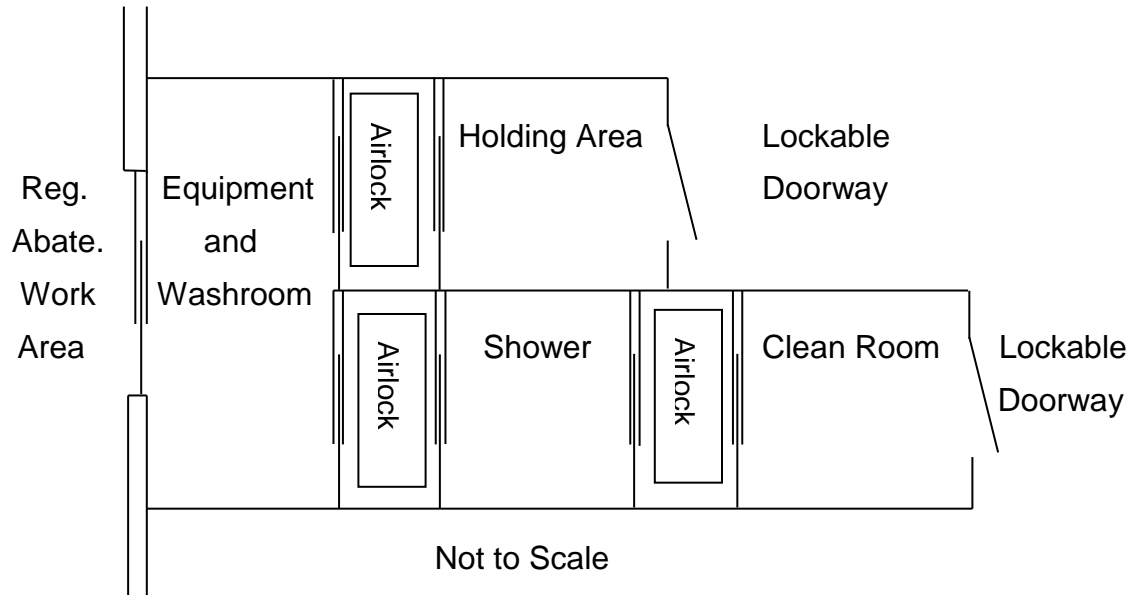 Reg.
Abate.
Work
Area
Equipment
and
Washroom
Airlock
Holding Area
Lockable
Doorway
Airlock
Shower
Airlock
Clean Room
Lockable
Doorway
Not to Scale